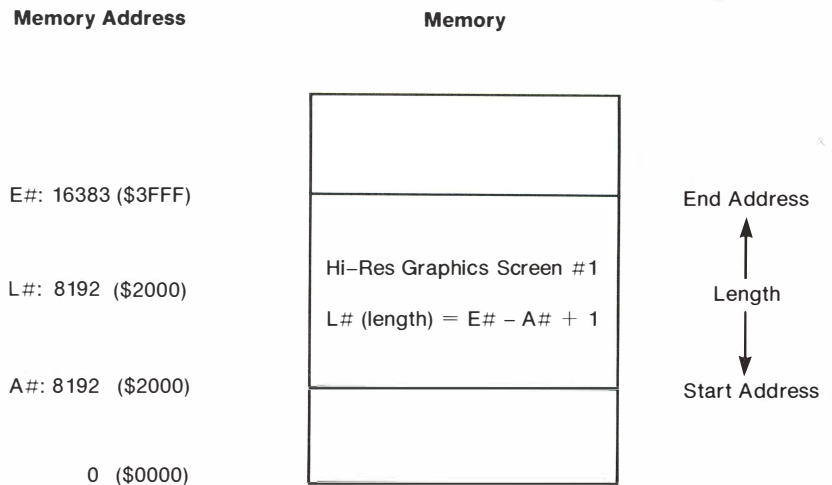 Memory Address
Memory
E#: 16383 ($3FFF)
End Address
Hi–Res Graphics Screen #1
L#: 8192 ($2000)
Length
L# (length) = E# – A# + 1
A#: 8192 ($2000)
Start Address
0 ($0000)